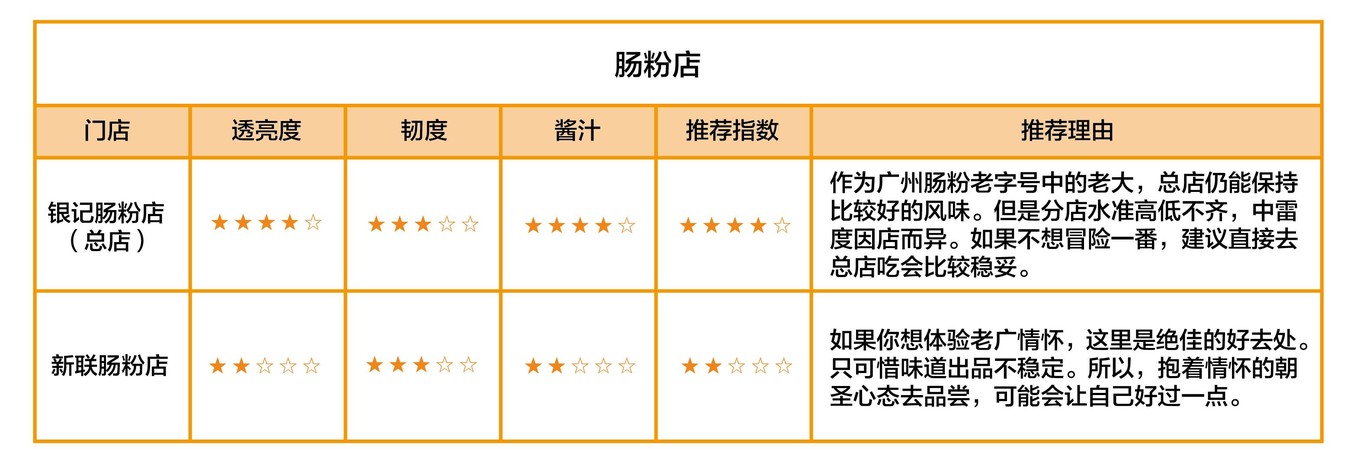 肠粉店
门店 透亮度 韧度 酱汁 推荐指数 推荐理由
银记肠粉店
（总店）
★★★★☆ ★★★☆☆ ★★★★☆ ★★★★☆
作为广州肠粉老字号中的老大，总店仍能保持
比较好的风味。但是分店水准高低不齐，中雷
度因店而异。如果不想冒险一番，建议直接去
总店吃会比较稳妥。
新联肠粉店
★★☆☆☆ ★★★☆☆ ★★☆☆☆ ★★☆☆☆
如果你想体验老广情怀，这里是绝佳的好去处。
只可惜味道出品不稳定。所以，抱着情怀的朝
圣心态去品尝，可能会让自己好过一点。